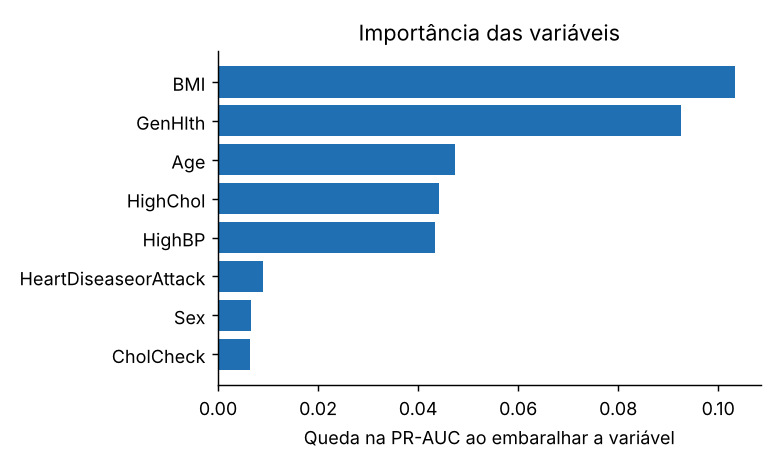 Importância das variáveis
BMI
GenHlth
Age
HighChol
HighBP
HeartDiseaseorAttack
Sex
CholCheck
0.00 0.02 0.04 0.06 0.08 0.10
Queda na PR-AUC ao embaralhar a variável